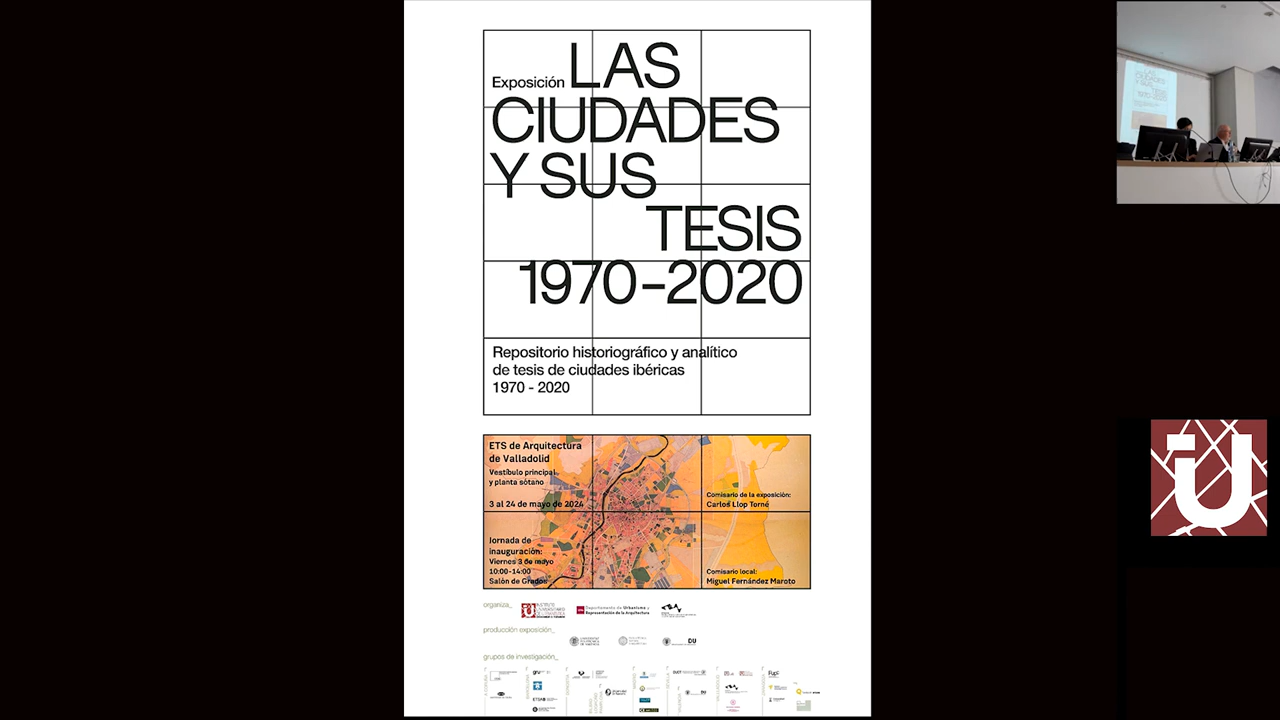 Exposición LAS
CIUDADES
Y SUS
TESIS
1970-2020
Repositorio historiográfico y analítico
de tesis de ciudades ibéricas
1970 - 2020
ETS de Arquitectura
de Valladolid
Vestíbulo principal
y planta sótano
3 al 24 de mayo de 2024
Jornada de
inauguración:
Viernes 3 de mayo
10:00-14:00
Salón de Grados
Comisario de la exposición:
Carlos Llop Torné
Comisario local:
Miguel Fernández Maroto
organiza_
Departamento de Urbanismo y
Representación de la Arquitectura
producción exposición_
DU
grupos de investigación_
U